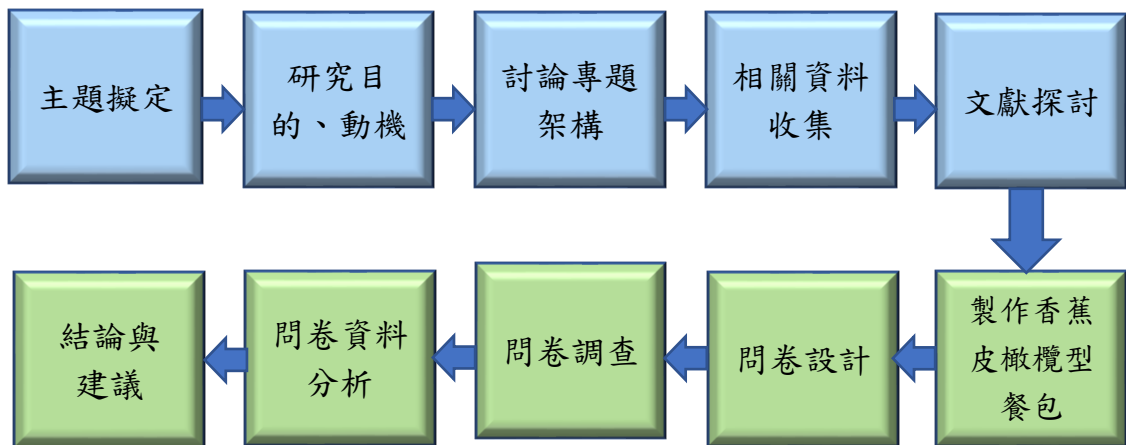 主題擬定
研究目
的、動機
討論專題
架構
相關資料
收集
文獻探討
製作香蕉
皮橄欖型
餐包
問卷設計
問卷調查
問卷資料
分析
結論與
建議